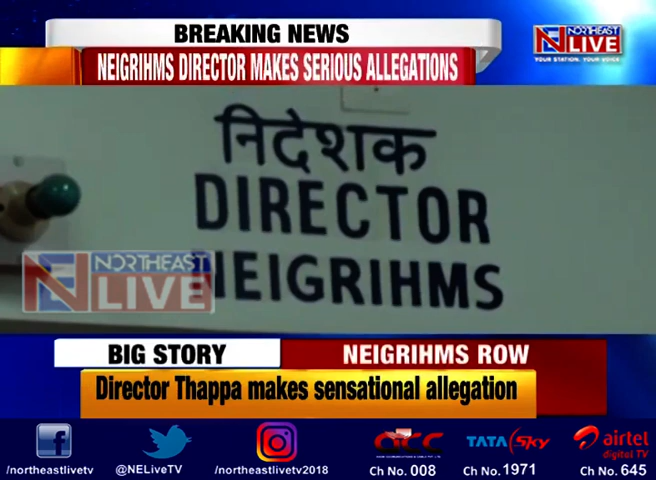 BREAKING NEWS
NEIGRIHMS DIRECTOR MAKES SERIOUS ALLEGATIONS
NORTHEAST
LIVE
YOUR STATION. YOUR VOICE
निदेशक
DIRECTOR
NEIGRIHMS
NORTHEAST
LIVE
BIG STORY
NEIGRIHMS ROW
Director Thappa makes sensational allegation
/northeastlivetv
@NELiveTV
/northeastlivetv2018
Ch No. 008
TATA Sky
Ch No. 1971
airtel
digital TV
Ch No. 645